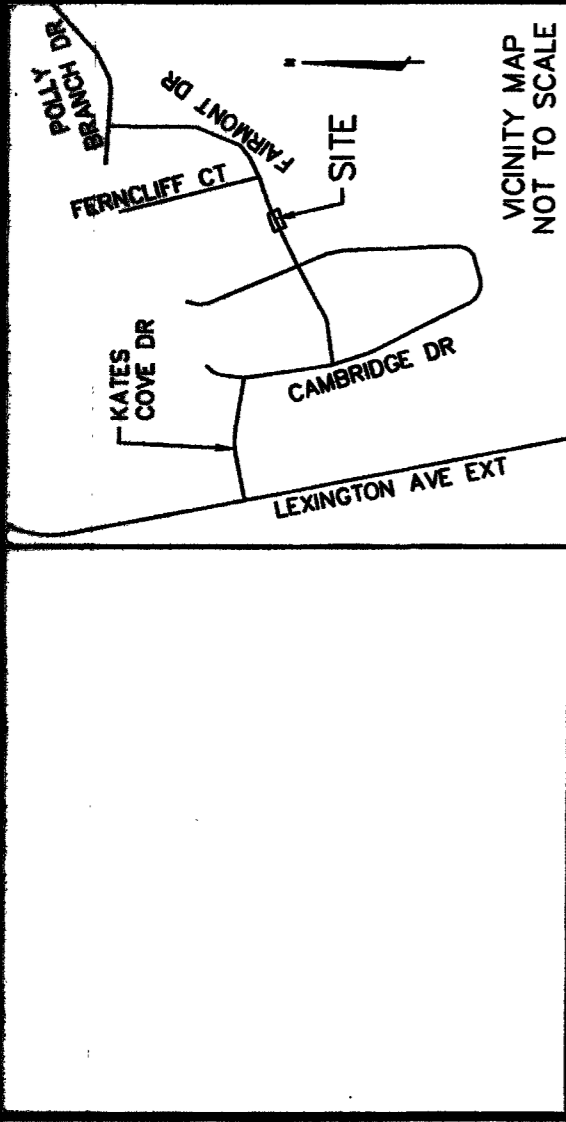 POLLY
BRANCH DR
FAIRMONT DR
FERNCLIFF CT
SITE
KATES
COVE DR
CAMBRIDGE DR
LEXINGTON AVE EXT
VICINITY MAP
NOT TO SCALE